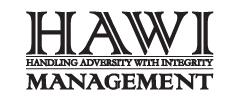 HAWI
HANDLING ADVERSITY WITH INTEGRITY
MANAGEMENT